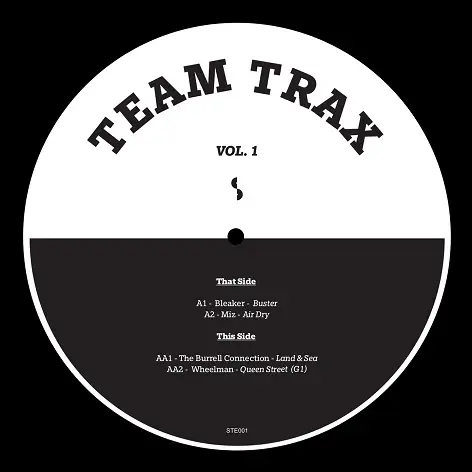 TEAM TRAX
VOL. 1
That Side
A1 - Bleaker - Buster
A2 - Miz - Air Dry
This Side
AA1 - The Burrell Connection - Land & Sea
AA2 - Wheelman - Queen Street (G1)
STE001